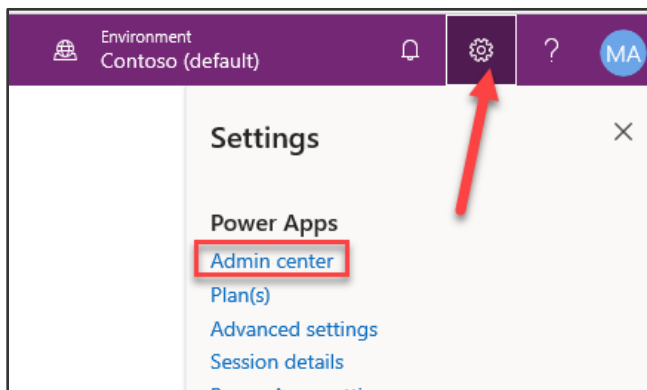 Environment
Contoso (default)
?
MA
Settings
Power Apps
Admin center
Plan(s)
Advanced settings
Session details